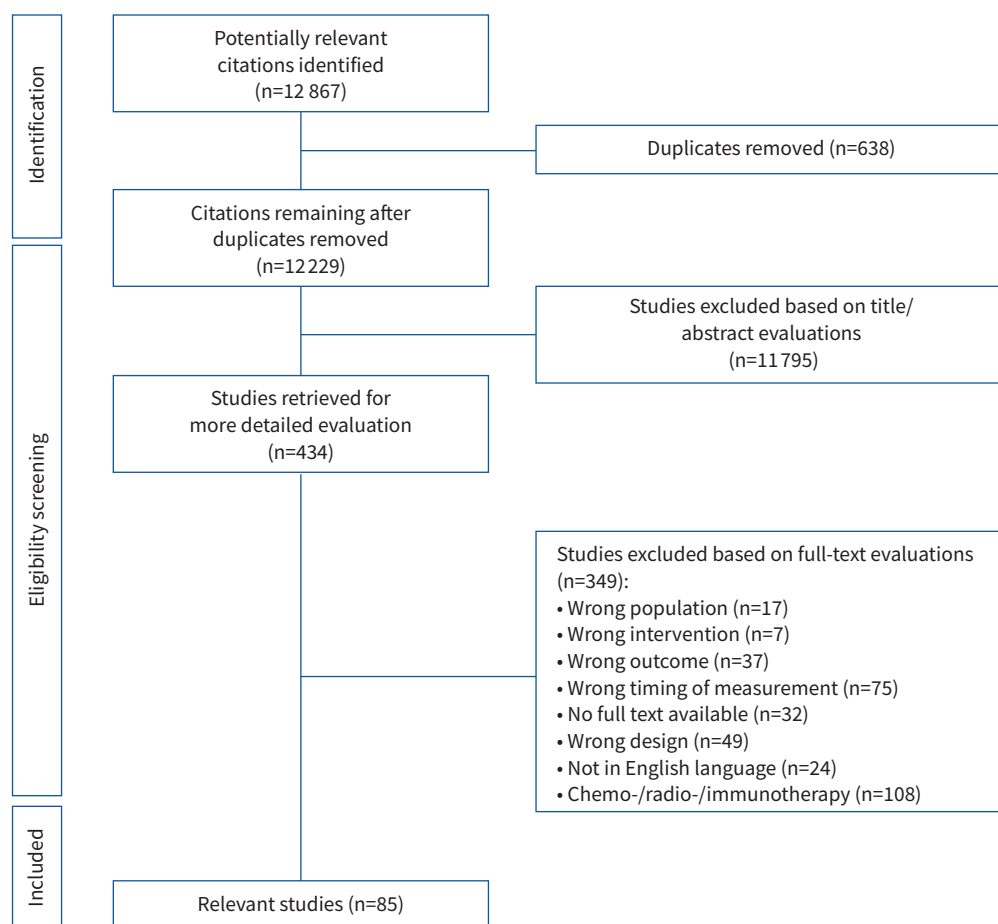 Identification
Potentially relevant
citations identified
(n=12 867)
Duplicates removed (n=638)
Citations remaining after
duplicates removed
(n=12 229)
Eligibility screening
Studies excluded based on title/
abstract evaluations
(n=11 795)
Studies retrieved for
more detailed evaluation
(n=434)
Studies excluded based on full-text evaluations
(n=349):
• Wrong population (n=17)
• Wrong intervention (n=7)
• Wrong outcome (n=37)
• Wrong timing of measurement (n=75)
• No full text available (n=32)
• Wrong design (n=49)
• Not in English language (n=24)
• Chemo-/radio-/immunotherapy (n=108)
Included
Relevant studies (n=85)